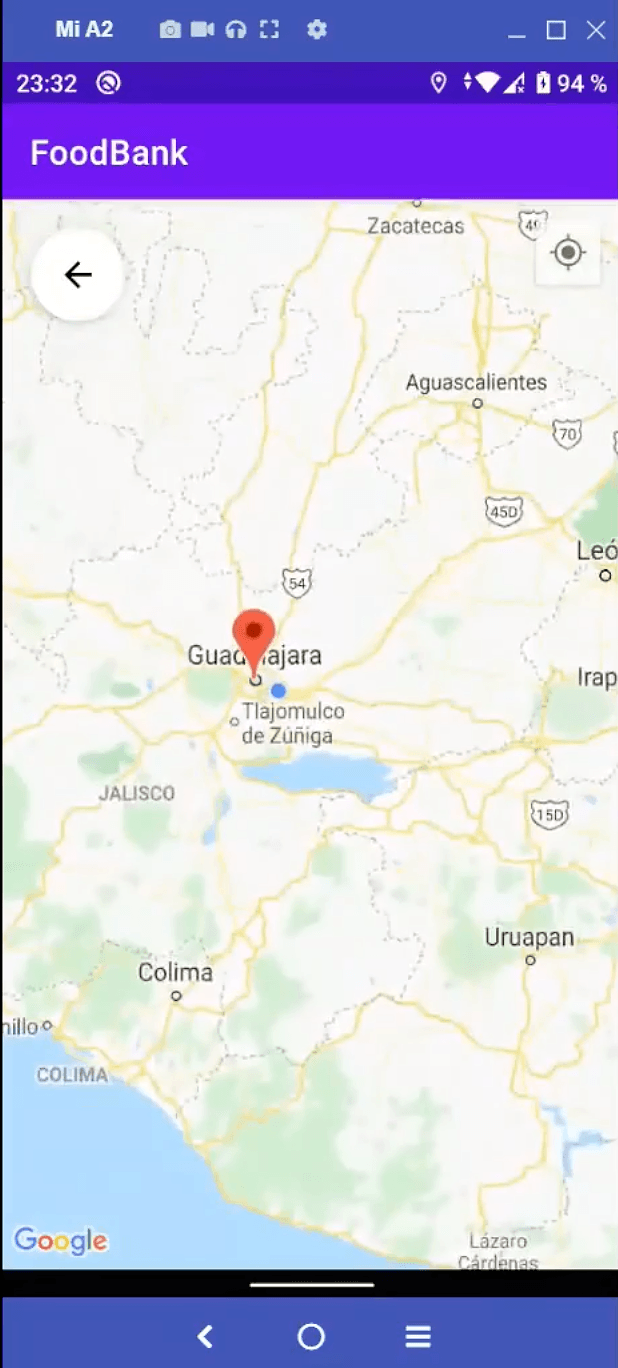 Mi A2
23:32
94 %
FoodBank
Zacatecas
49
Aguascalientes
70
45D
Leó
54
Guadalajara
Irap
Tlajomulco
de Zúñiga
JALISCO
15D
Uruapan
Colima
nillo
COLIMA
Google
Lázaro
Cárdenas